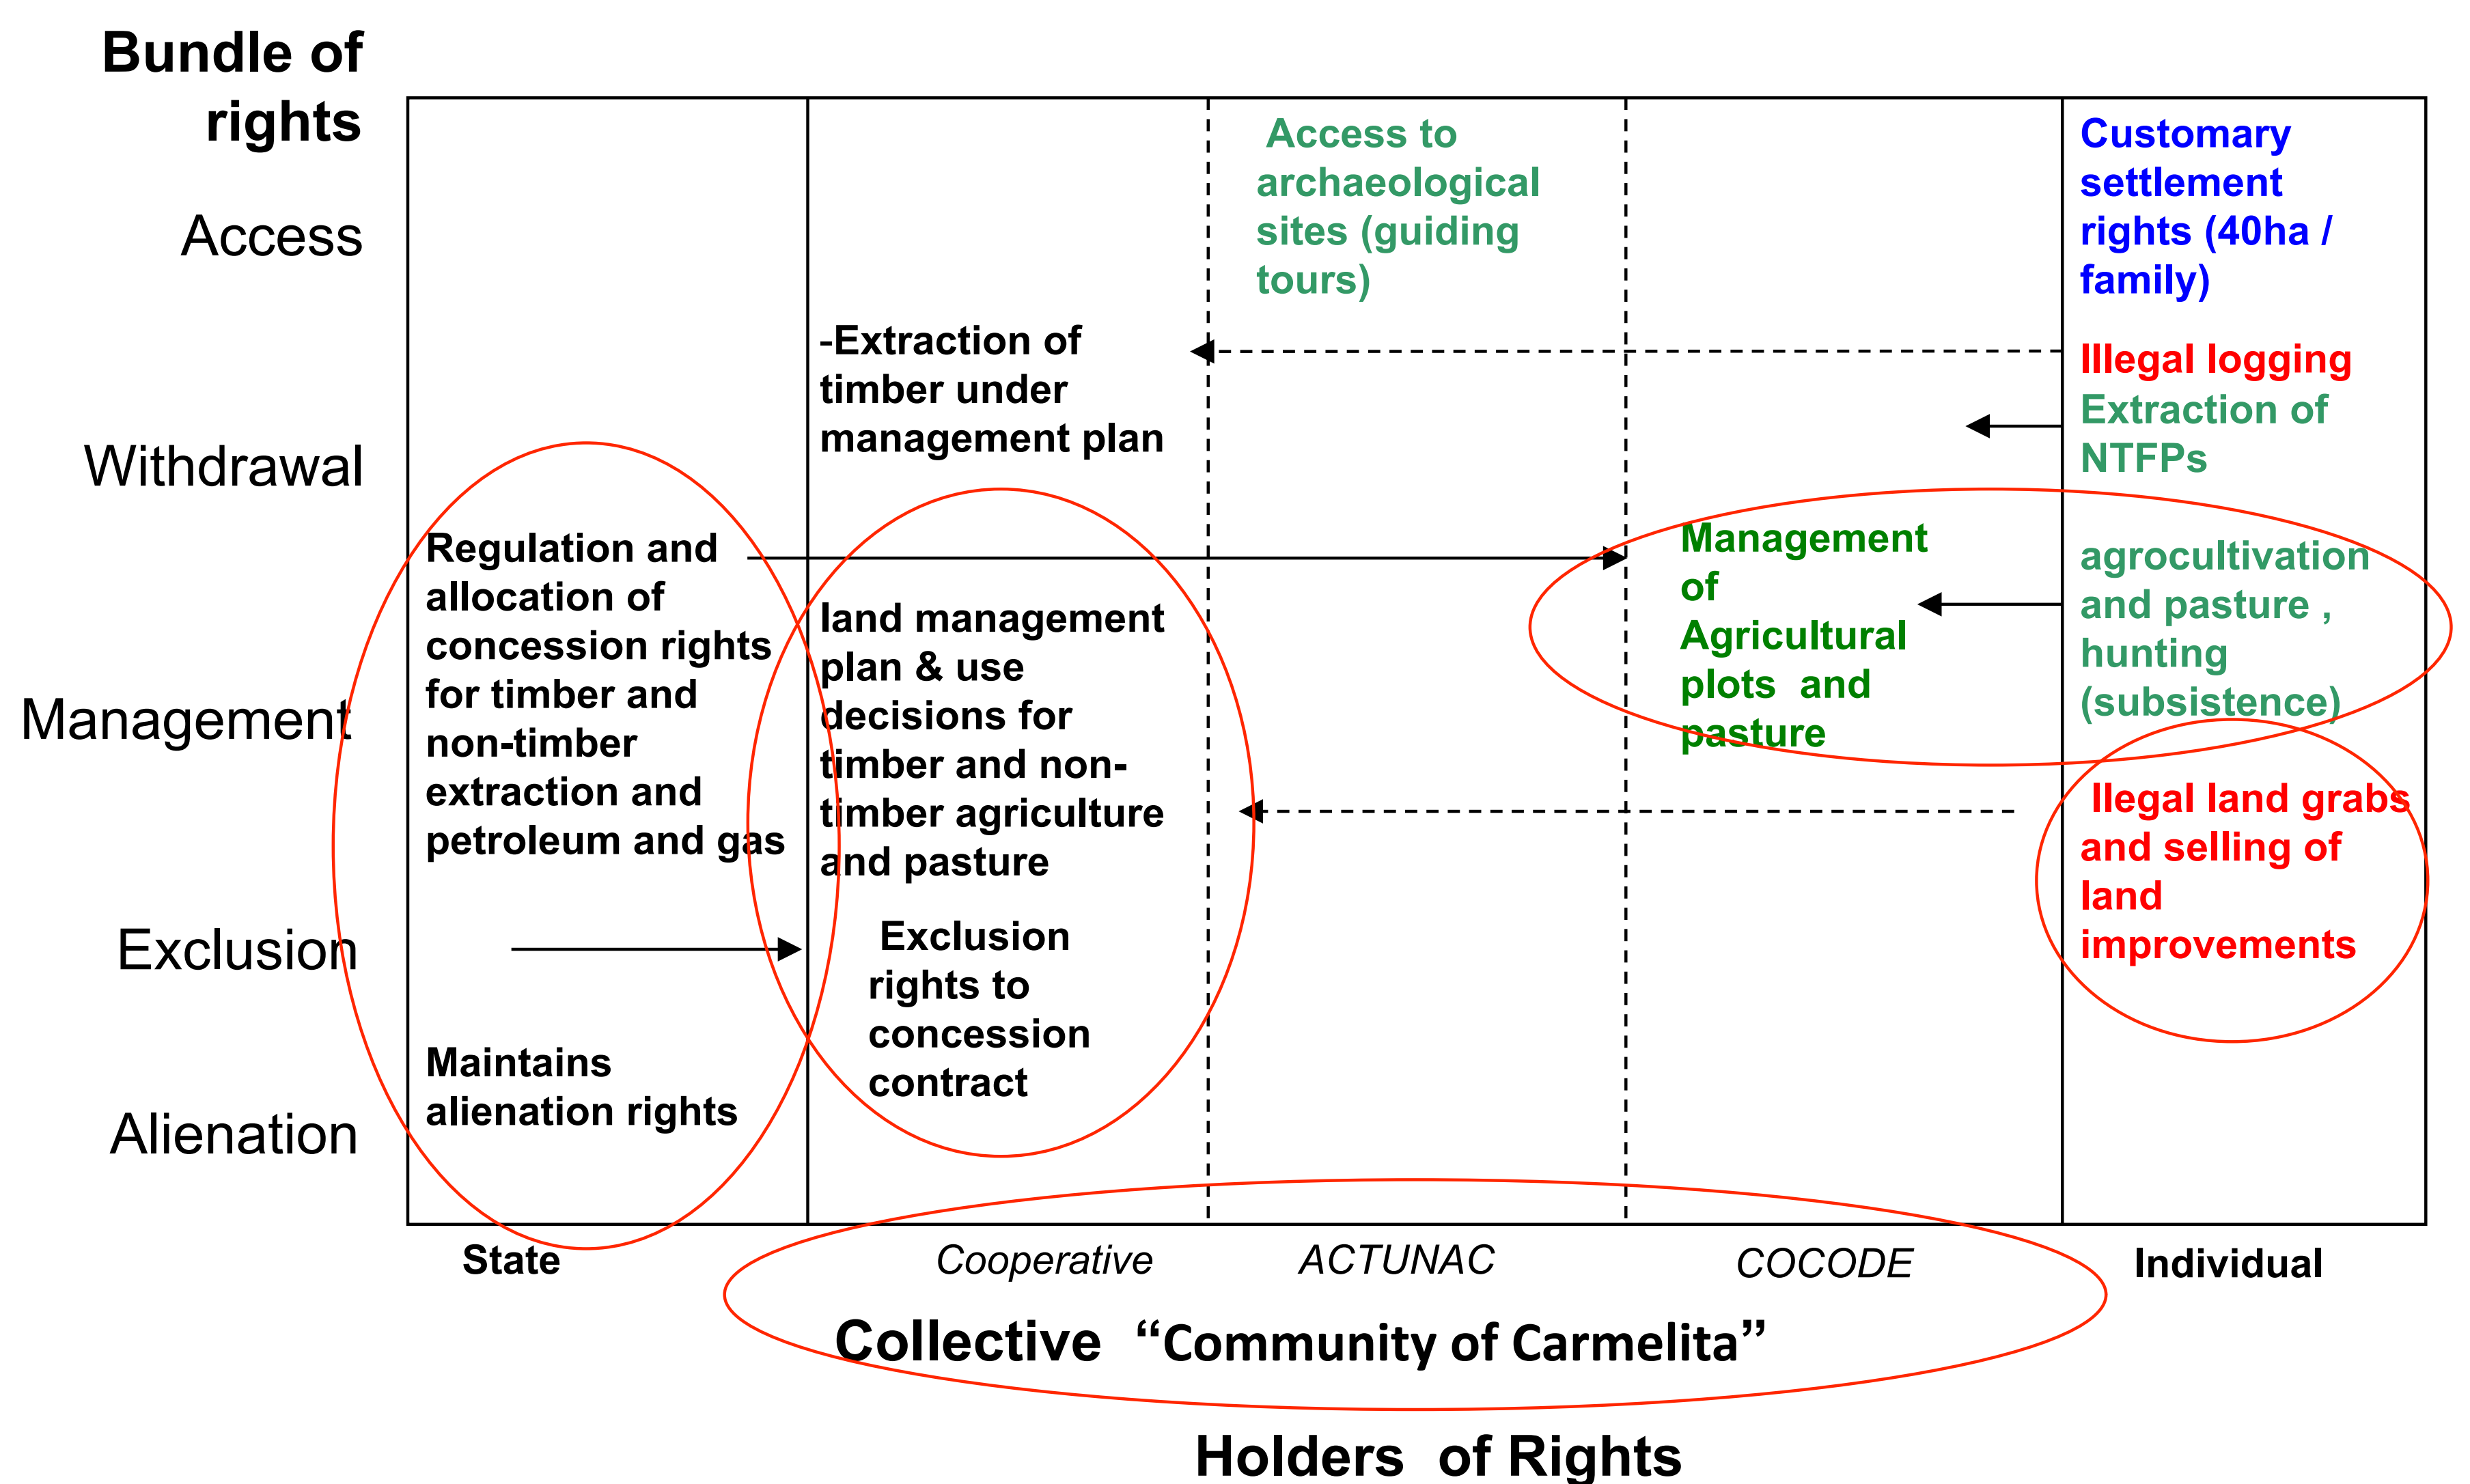 Bundle of
rights
Access
Withdrawal
Management
Exclusion
Alienation
Regulation and
allocation of
concession rights
for timber and
non-timber
extraction and
petroleum and gas
Maintains
alienation rights
-Extraction of
timber under
management plan
land management
plan & use
decisions for
timber and non-
timber agriculture
and pasture
Exclusion
rights to
concession
contract
Access to
archaeological
sites (guiding
tours)
Management
of
Agricultural
plots and
pasture
Customary
settlement
rights (40ha /
family)
Illegal logging
Extraction of
NTFPs
agrocultivation
and pasture ,
hunting
(subsistence)
Ilegal land grabs
and selling of
land
improvements
State
Cooperative
ACTUNAC
COCODE
Individual
Collective “Community of Carmelita”
Holders of Rights